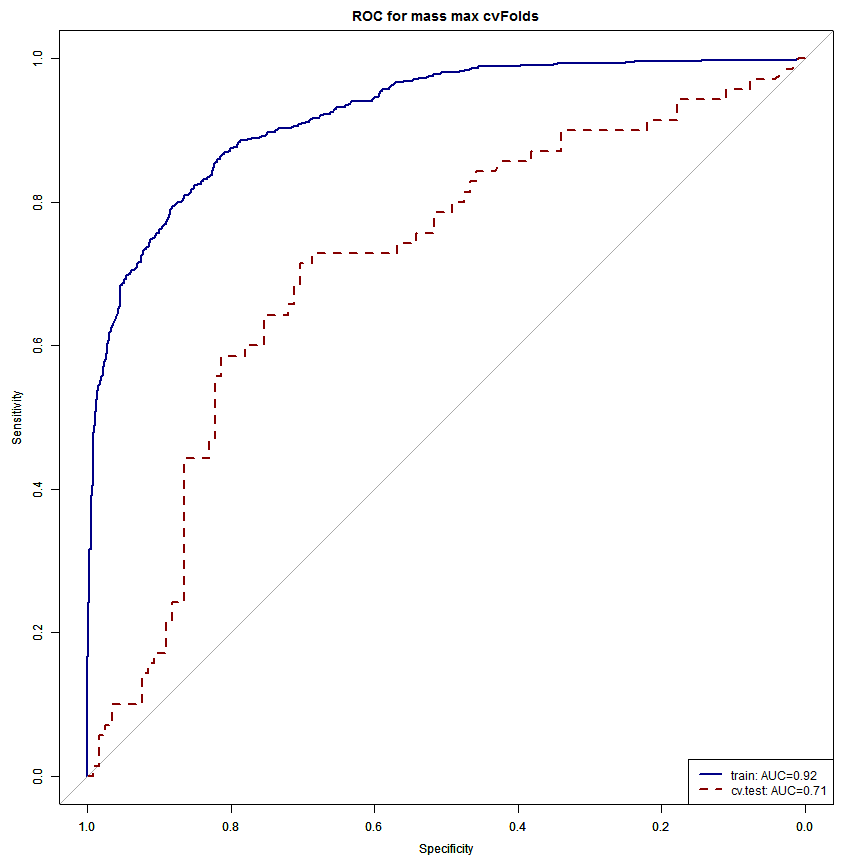 ROC for mass max cvFolds
1.0
0.8
0.6
0.4
0.2
0.0
Sensitivity
train: AUC=0.92
cv.test: AUC=0.71
1.0 0.8 0.6 0.4 0.2 0.0
Specificity